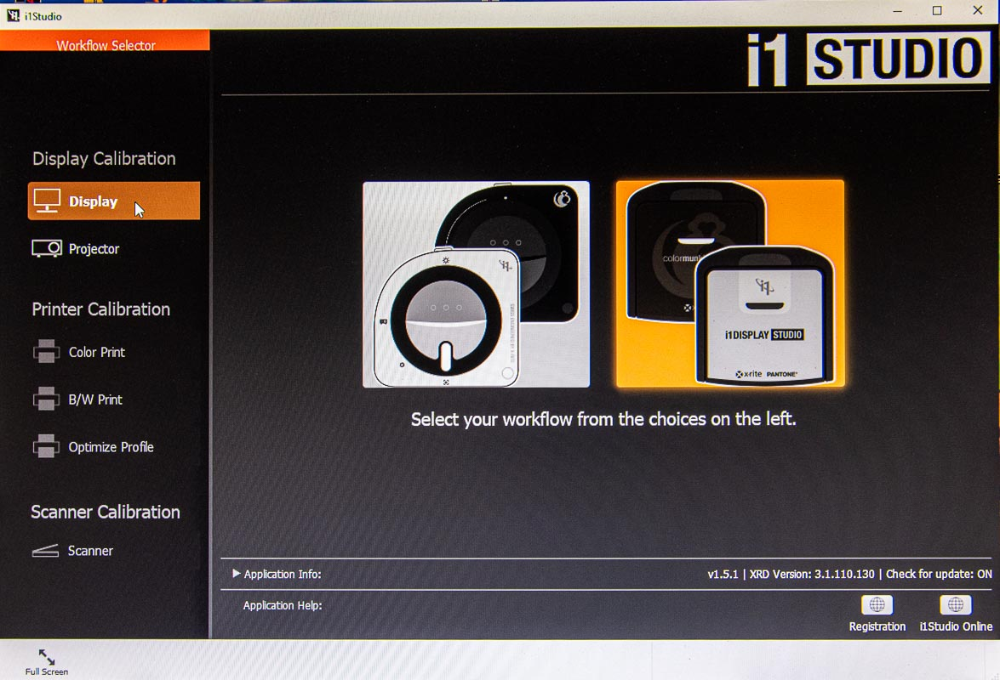 i1Studio
Workflow Selector
i1 STUDIO
Display Calibration
Display
Projector
Printer Calibration
Color Print
B/W Print
Optimize Profile
Scanner Calibration
Scanner
i1
i1
i1DISPLAY STUDIO
x-rite PANTONE®
Select your workflow from the choices on the left.
Application Info:
v1.5.1 | XRD Version: 3.1.110.130 | Check for update: ON
Application Help:
Registration
i1Studio Online
Full Screen